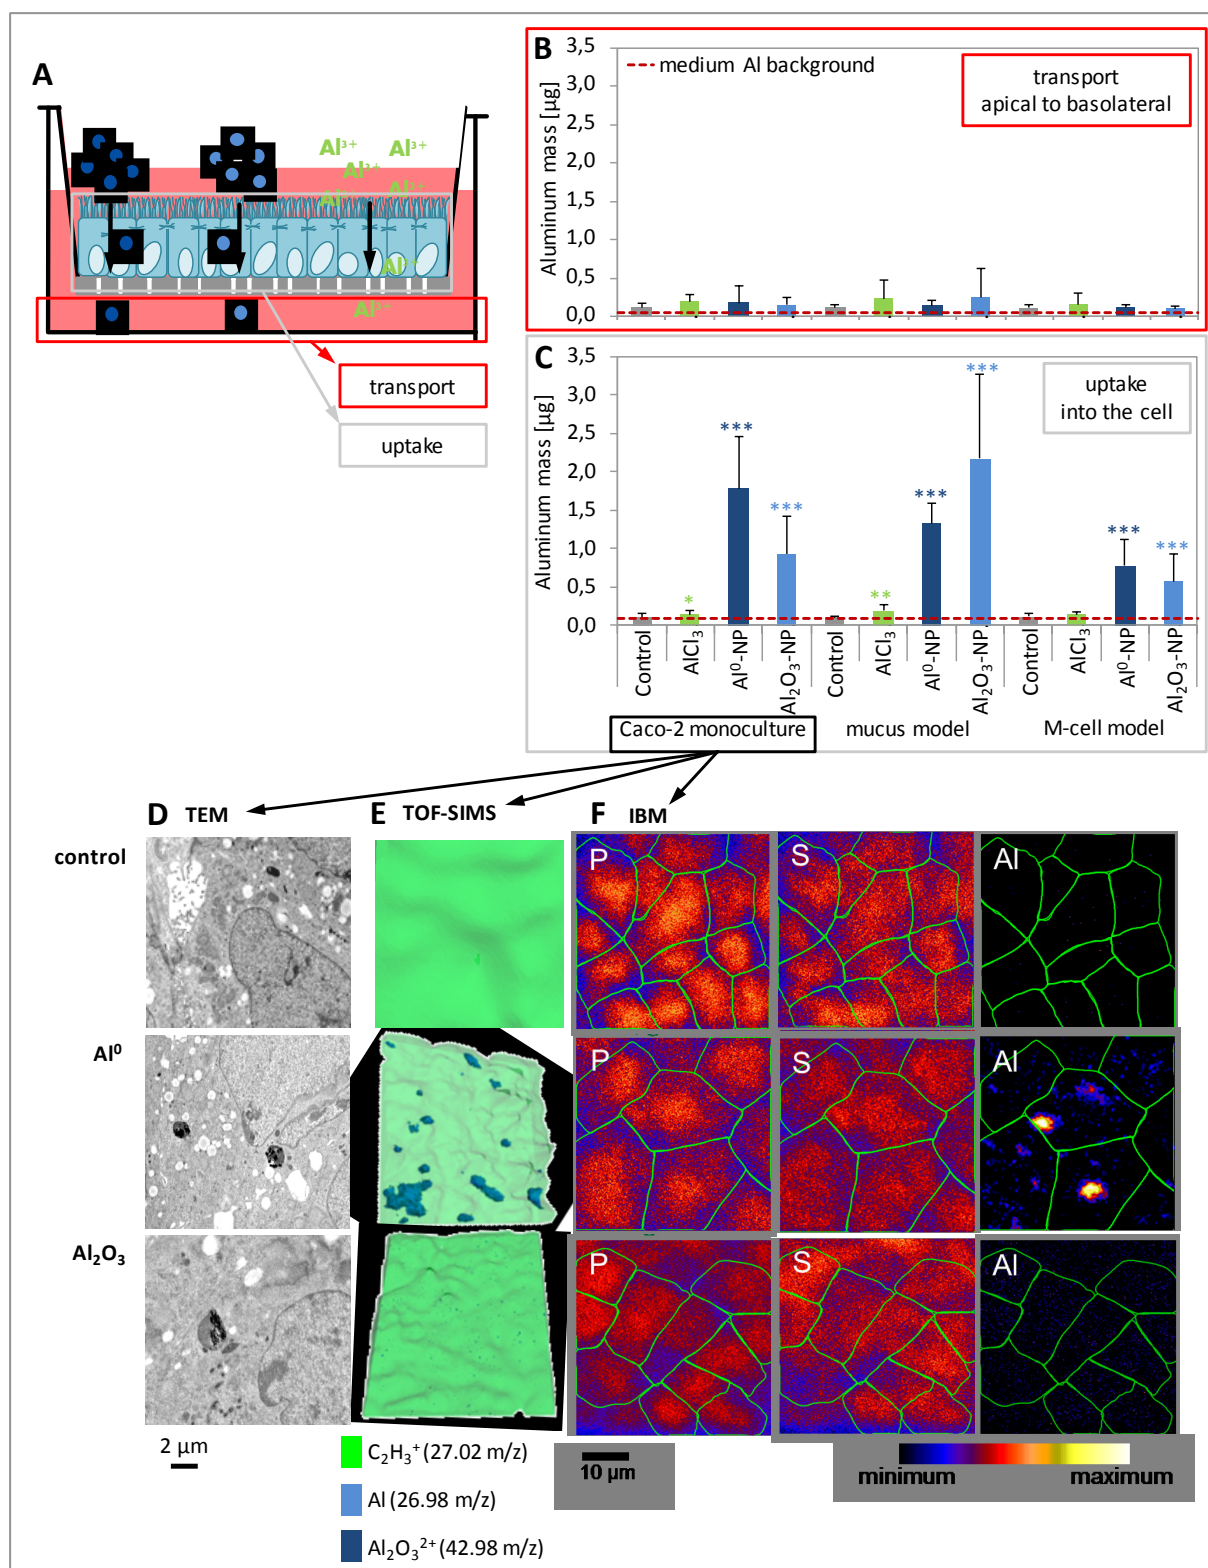 A
Al³⁺
Al³⁺
Al³⁺
Al³⁺
Al³⁺
Al³⁺
transport
uptake
B
3,5
3,0
2,5
2,0
1,5
1,0
0,5
0,0
Aluminum mass [µg]
medium Al background
transport
apical to basolateral
C
3,5
3,0
2,5
2,0
1,5
1,0
0,5
0,0
Aluminum mass [µg]
uptake
into the cell
*
***
***
**
***
***
***
***
Control
AlCl₃
Al⁰-NP
Al₂O₃-NP
Control
AlCl₃
Al⁰-NP
Al₂O₃-NP
Control
AlCl₃
Al⁰-NP
Al₂O₃-NP
Caco-2 monoculture
mucus model
M-cell model
D TEM
E TOF-SIMS
F IBM
control
P
S
Al
Al⁰
P
S
Al
Al₂O₃
P
S
Al
2 µm
C₂H₃⁺ (27.02 m/z)
Al (26.98 m/z)
Al₂O₃²⁺ (42.98 m/z)
10 µm
minimum
maximum